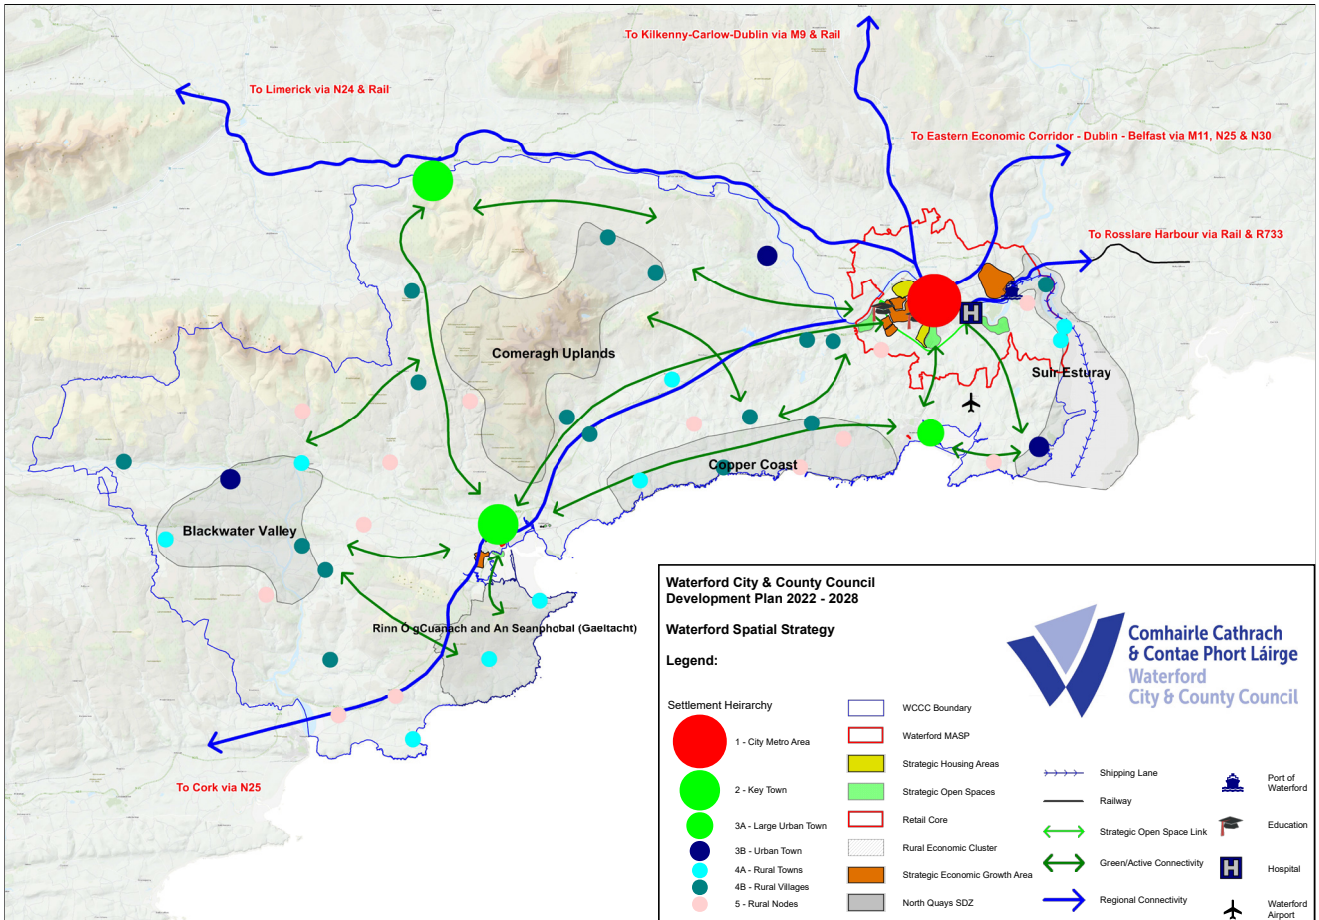 To Kilkenny-Carlow-Dublin via M9 & Rail
To Limerick via N24 & Rail
To Eastern Economic Corridor - Dublin - Belfast via M11, N25 & N30
To Rosslare Harbour via Rail & R733
H
Comeragh Uplands
Suir Esturay
Copper Coast
Blackwater Valley
Rinn Ó gCuanach and An Seanphobal (Gaeltacht)
To Cork via N25
Waterford City & County Council
Development Plan 2022 - 2028
Waterford Spatial Strategy
Legend:
Comhairle Cathrach
& Contae Phort Láirge
Waterford
City & County Council
Settlement Heirarchy
1 - City Metro Area
2 - Key Town
3A - Large Urban Town
3B - Urban Town
4A - Rural Towns
4B - Rural Villages
5 - Rural Nodes
WCCC Boundary
Waterford MASP
Strategic Housing Areas
Strategic Open Spaces
Retail Core
Rural Economic Cluster
Strategic Economic Growth Area
North Quays SDZ
Shipping Lane
Railway
Strategic Open Space Link
Green/Active Connectivity
Regional Connectivity
Port of
Waterford
Education
H
Hospital
Waterford
Airport